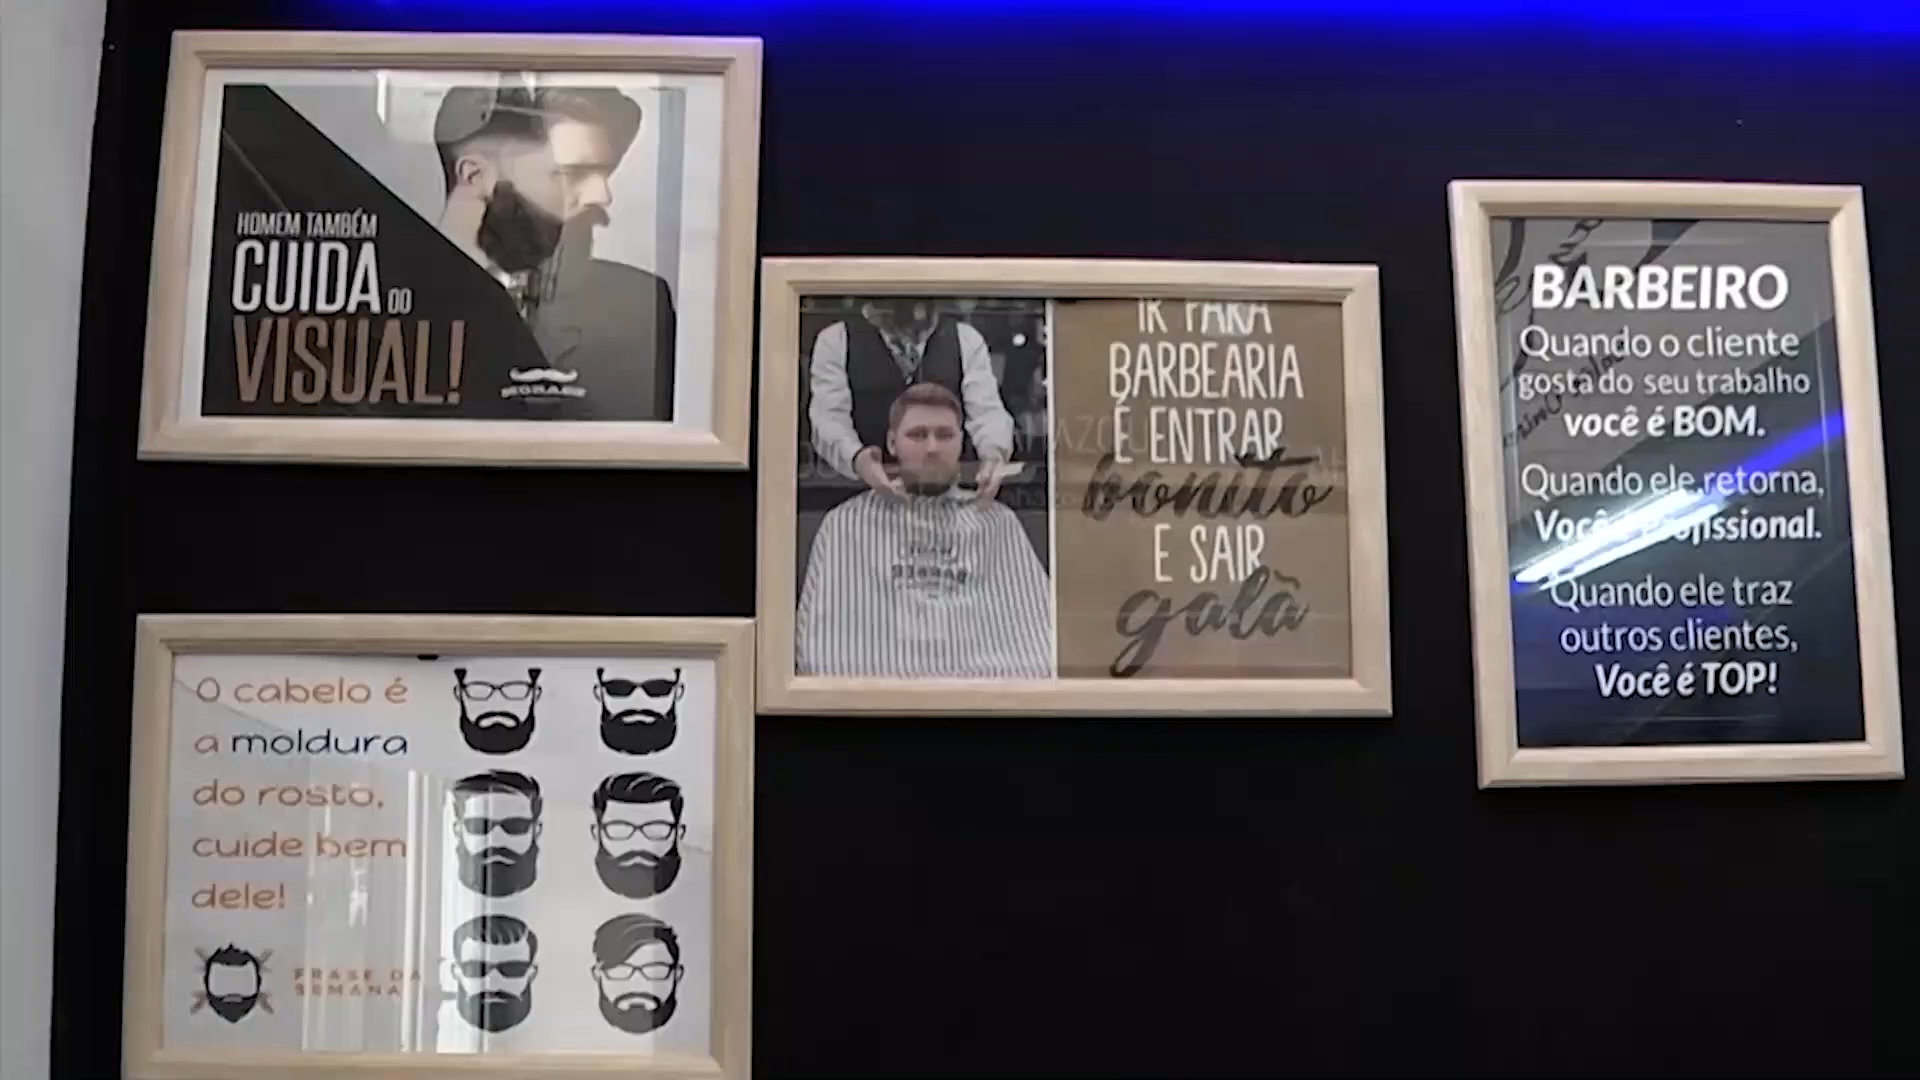 HOMEM TAMBÉM
CUIDA DO
VISUAL!
IR PARA
BARBEARIA
É ENTRAR
bonito
E SAIR
galã
BARBEIRO
Quando o cliente
gosta do seu trabalho
você é BOM.
Quando ele retorna,
Você é Profissional.
Quando ele traz
outros clientes,
Você é TOP!
O cabelo é
a moldura
do rosto,
cuide bem
dele!
FRASE DA
SEMANA